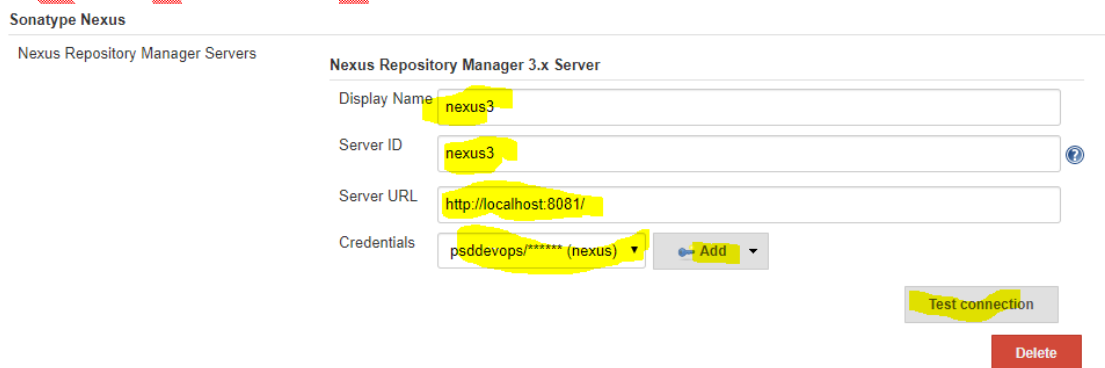 Sonatype Nexus
Nexus Repository Manager Servers
Nexus Repository Manager 3.x Server
Display Name nexus3
Server ID nexus3
Server URL http://localhost:8081/
Credentials psddevops/****** (nexus) Add
Test connection
Delete